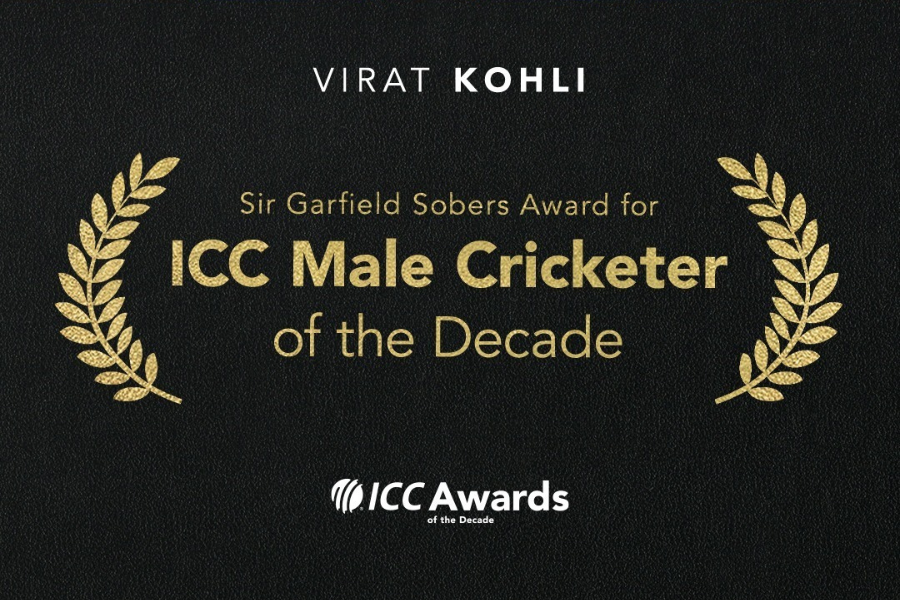 VIRAT KOHLI
Sir Garfield Sobers Award for
ICC Male Cricketer
of the Decade
ICC Awards
of the Decade